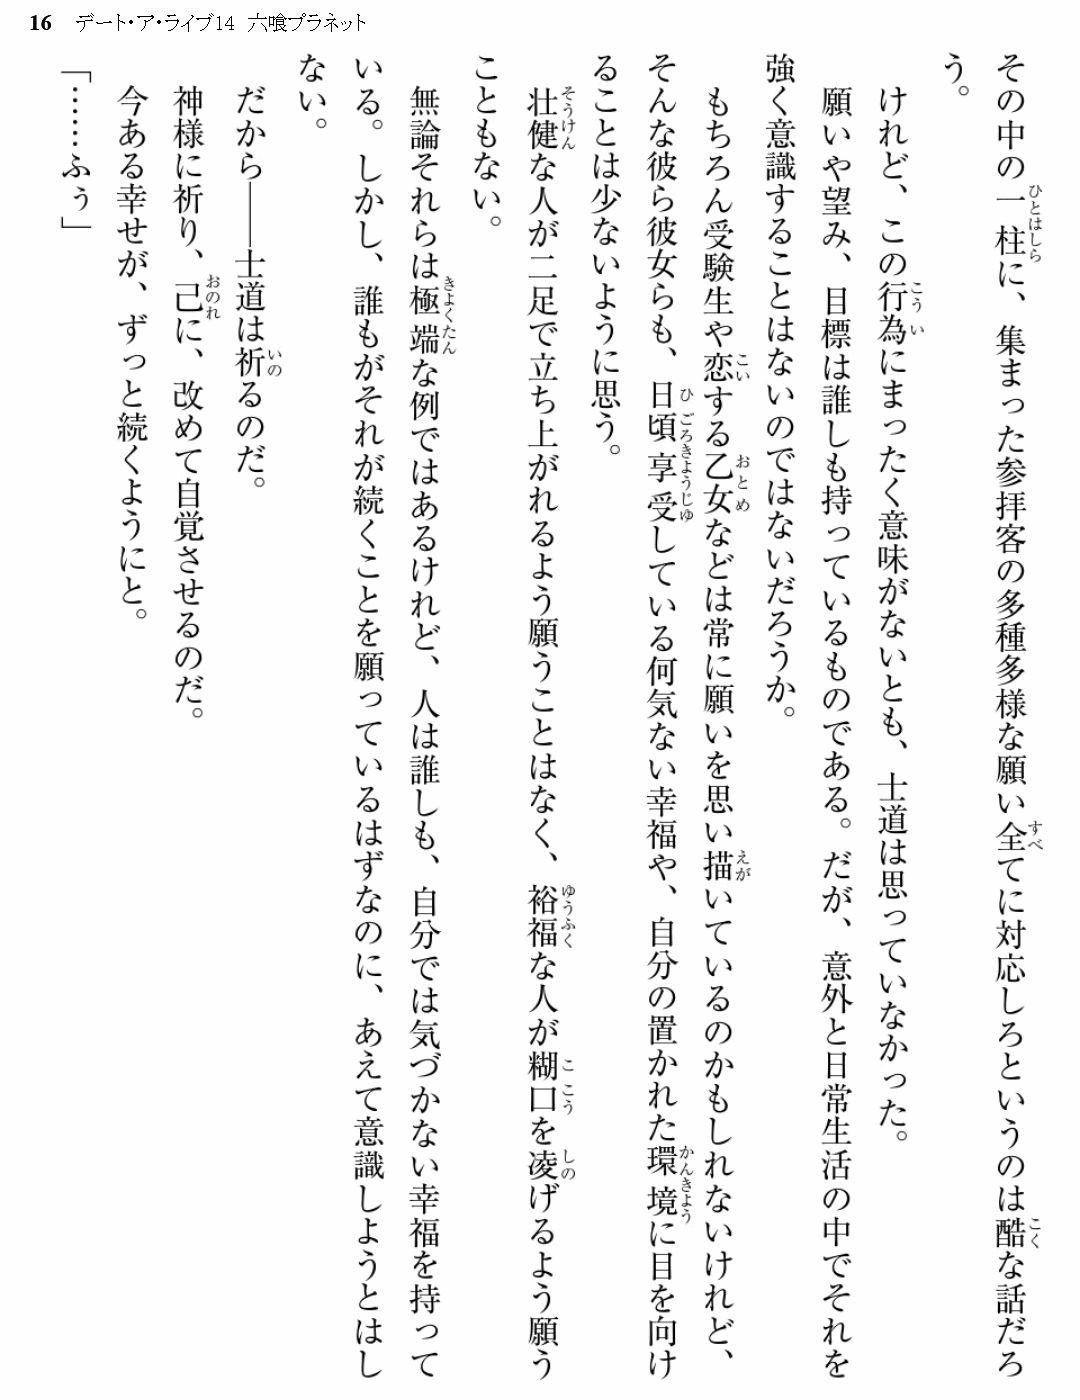 16 デート・ア・ライブ14 六喰プラネット
その中の一柱に、集まった参拝客の多種多様な願い全てに対応しろというのは酷な話だろ
う。
けれど、この行為にまったく意味がないとも、士道は思っていなかった。
願いや望み、目標は誰しも持っているものである。だが、意外と日常生活の中でそれを
強く意識することはないのではないだろうか。
もちろん受験生や恋する乙女などは常に願いを思い描いているのかもしれないけれど、
そんな彼ら彼女らも、日頃享受している何気ない幸福や、自分の置かれた環境に目を向け
ることは少ないように思う。
壮健な人が二足で立ち上がれるよう願うことはなく、裕福な人が糊口を凌げるよう願う
こともない。
無論それらは極端な例ではあるけれど、人は誰しも、自分では気づかない幸福を持って
いる。しかし、誰もがそれが続くことを願っているはずなのに、あえて意識しようとはし
ない。
だから――士道は祈るのだ。
神様に祈り、己に、改めて自覚させるのだ。
今ある幸せが、ずっと続くようにと。
「……ふぅ」